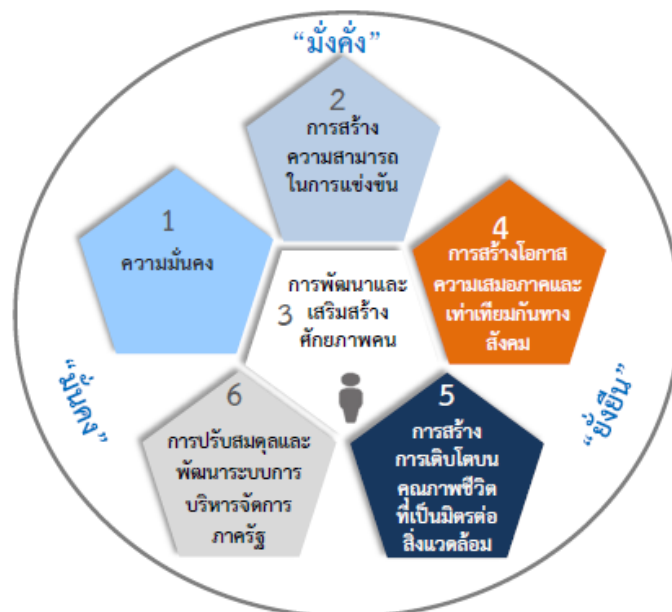 “มั่งคั่ง”
2
การสร้าง
ความสามารถ
ในการแข่งขัน
1
ความมั่นคง
4
การสร้างโอกาส
ความเสมอภาคและ
เท่าเทียมกันทาง
สังคม
การพัฒนาและ
3 เสริมสร้าง
ศักยภาพคน
“มั่นคง”
“ยั่งยืน”
6
การปรับสมดุลและ
พัฒนาระบบการ
บริหารจัดการ
ภาครัฐ
5
การสร้าง
การเติบโตบน
คุณภาพชีวิต
ที่เป็นมิตรต่อ
สิ่งแวดล้อม